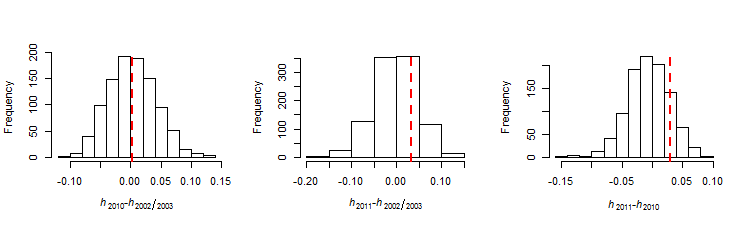 Frequency
0 50 100 150 200
-0.10 0.00 0.05 0.10 0.15
h2010-h2002/2003
Frequency
0 100 200 300
-0.20 -0.10 0.00 0.10
h2011-h2002/2003
Frequency
0 50 150
-0.15 -0.05 0.05 0.10
h2011-h2010